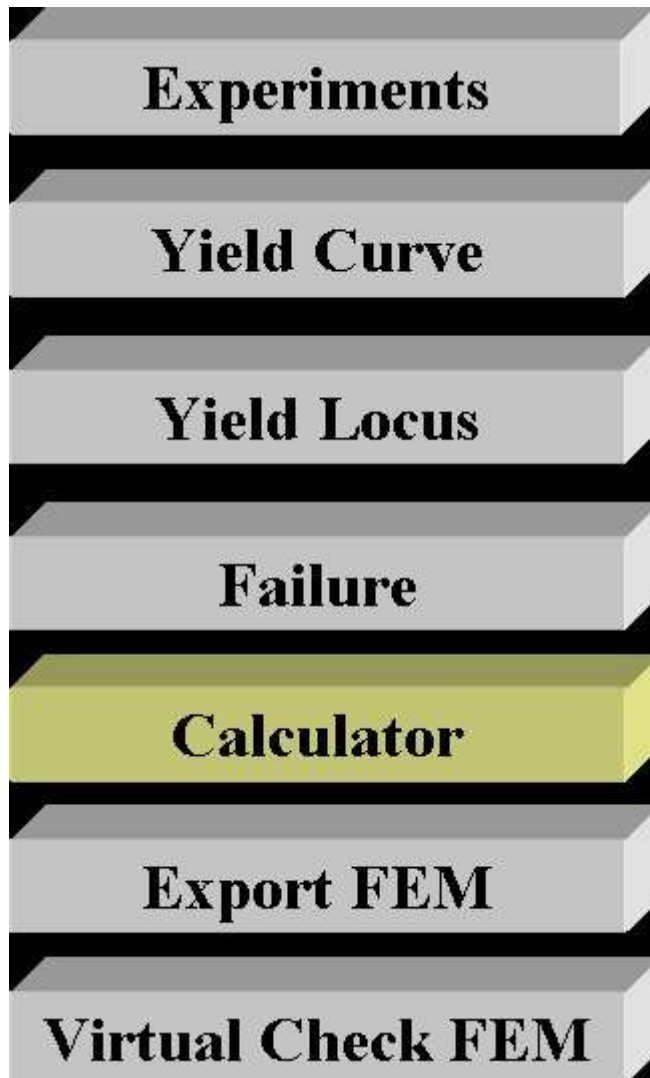 Experiments
Yield Curve
Yield Locus
Failure
Calculator
Export FEM
Virtual Check FEM